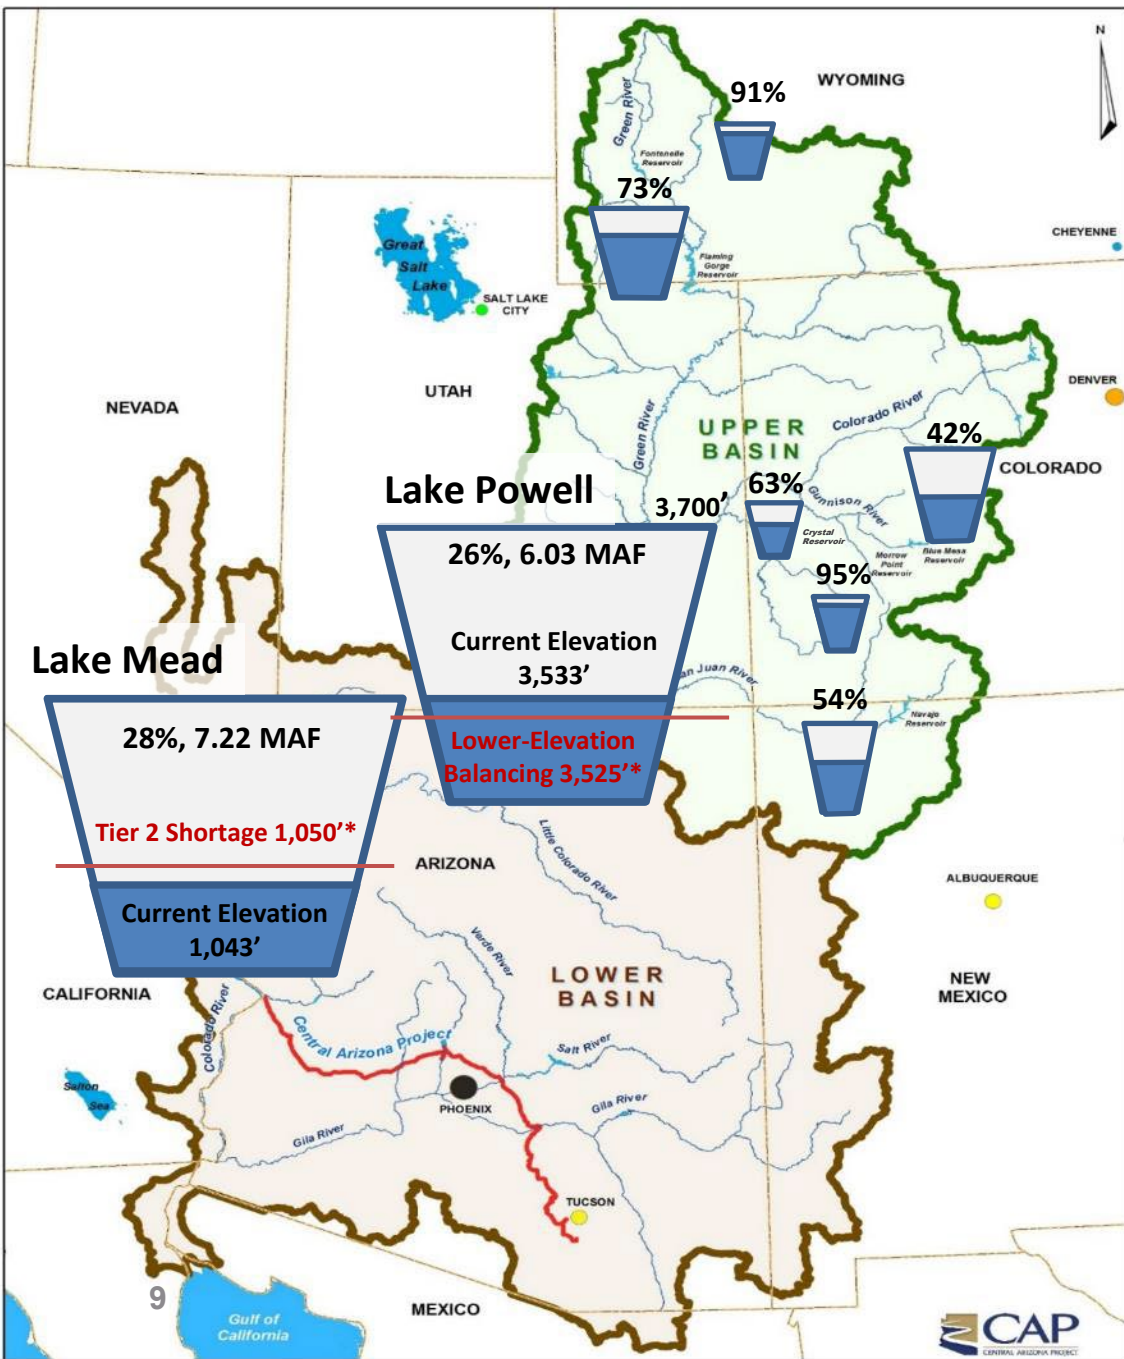 N
WYOMING
91%
Green River
Fontenelle
Reservoir
73%
CHEYENNE
Great
Salt
Lake
Flaming
Gorge
Reservoir
SALT LAKE
CITY
DENVER
UTAH
NEVADA
Colorado River
Green River
UPPER
BASIN
42%
COLORADO
Lake Powell
3,700’
63%
Gunnison River
Crystal
Reservoir
Morrow
Point
Reservoir
Blue Mesa
Reservoir
26%, 6.03 MAF
95%
Current Elevation
3,533’
Lake Mead
an Juan River
54%
Navajo
Reservoir
28%, 7.22 MAF
Lower-Elevation
Balancing 3,525’*
Tier 2 Shortage 1,050’*
Little Colorado River
ARIZONA
ALBUQUERQUE
Current Elevation
1,043’
Verde River
LOWER
BASIN
NEW
MEXICO
CALIFORNIA
Colorado River
Central Arizona Project
Salt River
Salton
Sea
PHOENIX
Gila River
Gila River
TUCSON
9
MEXICO
Gulf of
California
CAP
CENTRAL ARIZONA PROJECT